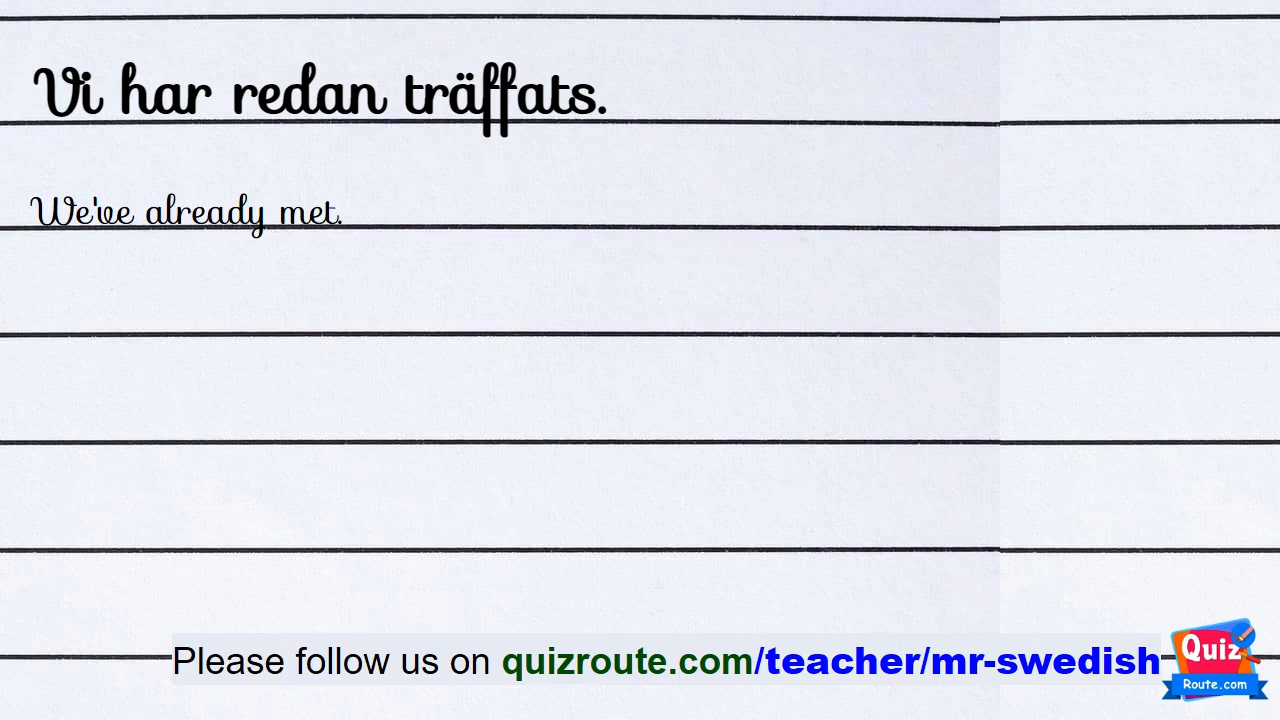 Vi har redan träffats.
We've already met.
Please follow us on quizroute.com/teacher/mr-swedish
Quiz
Route.com